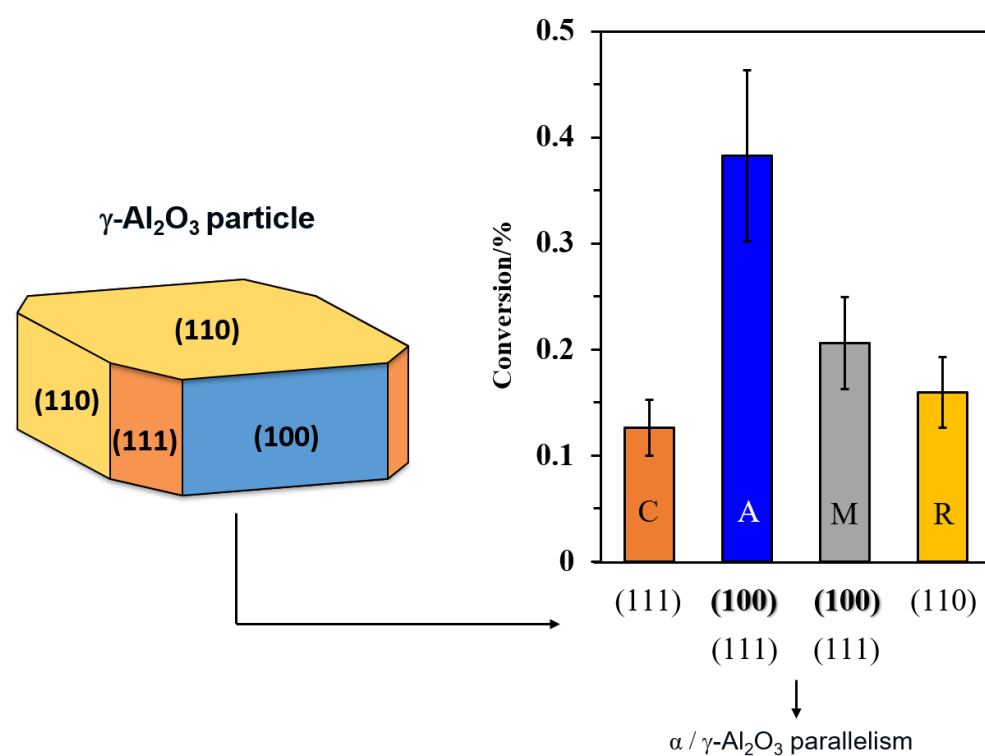 γ-Al₂O₃ particle
(110)
(110)
(111)
(100)
Conversion/%
0.5
0.4
0.3
0.2
0.1
0
C
A
M
R
(111)
(100)
(100)
(110)
(111)
(111)
α / γ-Al₂O₃ parallelism